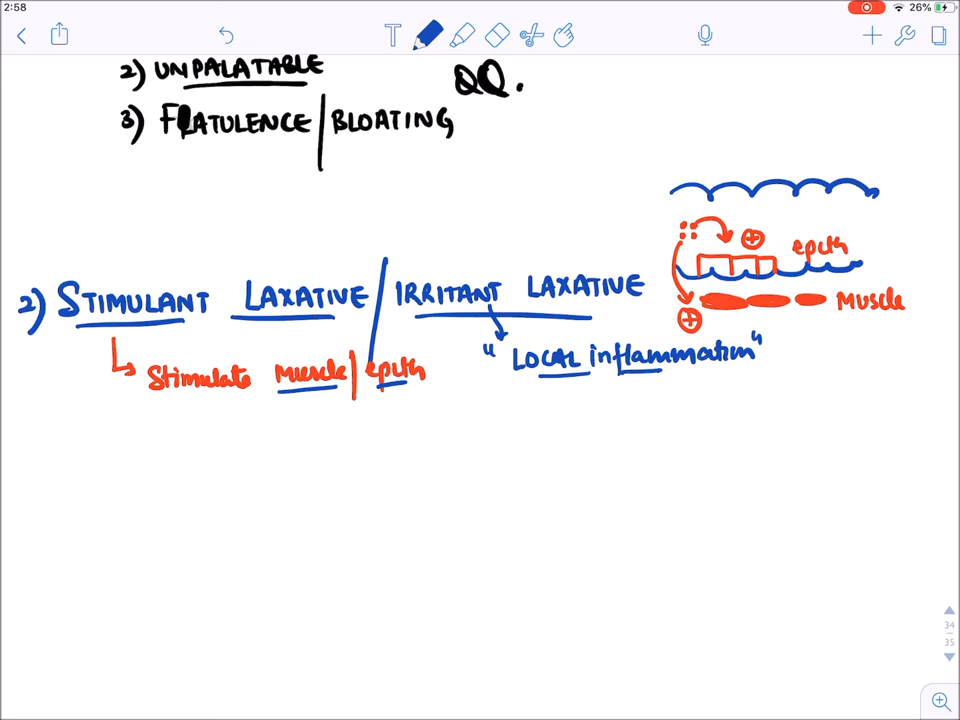 2:58
26%
T
2) UNPALATABLE
3) FLATULENCE/BLOATING
epith
Muscle
2) STIMULANT LAXATIVE/IRRITANT LAXATIVE
Stimulate Muscle/epith
"LOCAL inflammation"
34
35